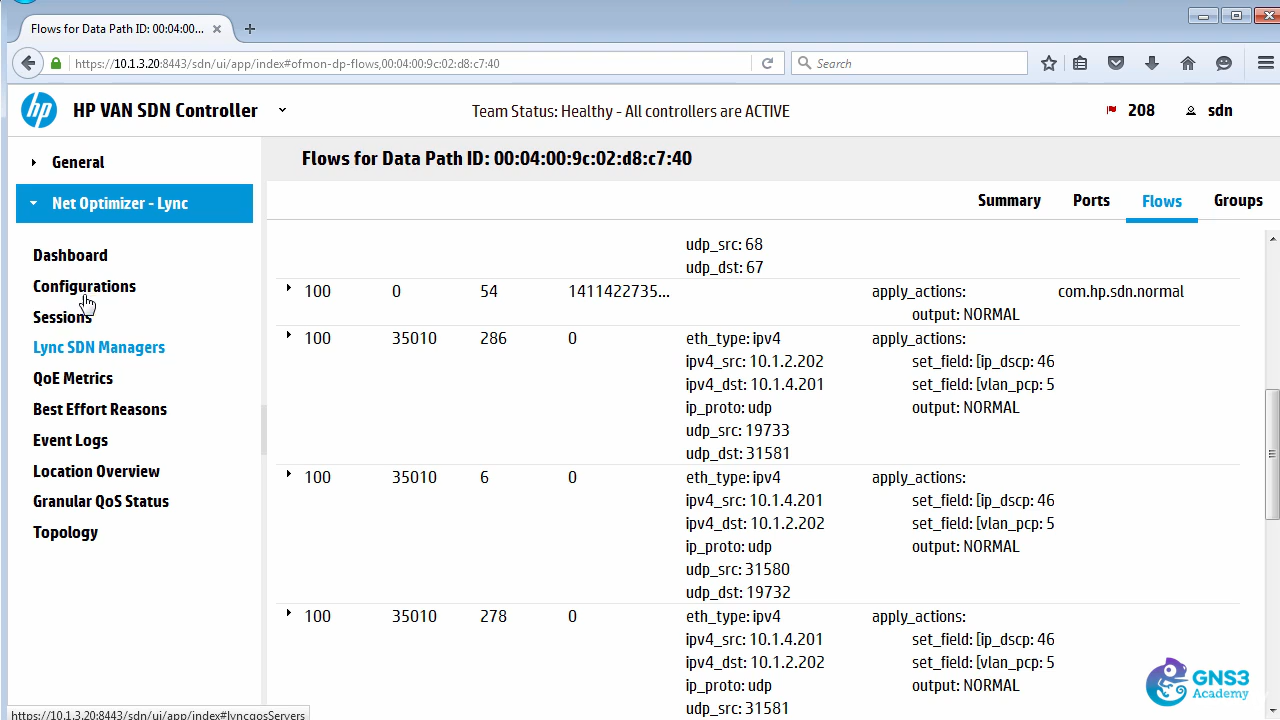 Flows for Data Path ID: 00:04:00...
https://10.1.3.20:8443/sdn/ui/app/index#ofmon-dp-flows,00:04:00:9c:02:d8:c7:40
Search
hp HP VAN SDN Controller
Team Status: Healthy - All controllers are ACTIVE
208
sdn
General
Net Optimizer - Lync
Dashboard
Configurations
Sessions
Lync SDN Managers
QoE Metrics
Best Effort Reasons
Event Logs
Location Overview
Granular QoS Status
Topology
Flows for Data Path ID: 00:04:00:9c:02:d8:c7:40
Summary Ports Flows Groups
udp_src: 68
udp_dst: 67
100 0 54 1411422735... apply_actions: com.hp.sdn.normal
output: NORMAL
100 35010 286 0 eth_type: ipv4 apply_actions:
ipv4_src: 10.1.2.202 set_field: [ip_dscp: 46
ipv4_dst: 10.1.4.201 set_field: [vlan_pcp: 5
ip_proto: udp output: NORMAL
udp_src: 19733
udp_dst: 31581
100 35010 6 0 eth_type: ipv4 apply_actions:
ipv4_src: 10.1.4.201 set_field: [ip_dscp: 46
ipv4_dst: 10.1.2.202 set_field: [vlan_pcp: 5
ip_proto: udp output: NORMAL
udp_src: 31580
udp_dst: 19732
100 35010 278 0 eth_type: ipv4 apply_actions:
ipv4_src: 10.1.4.201 set_field: [ip_dscp: 46
ipv4_dst: 10.1.2.202 set_field: [vlan_pcp: 5
ip_proto: udp output: NORMAL
udp_src: 31581
GNS3
Academy
https://10.1.3.20:8443/sdn/ui/app/index#lyncqosServers